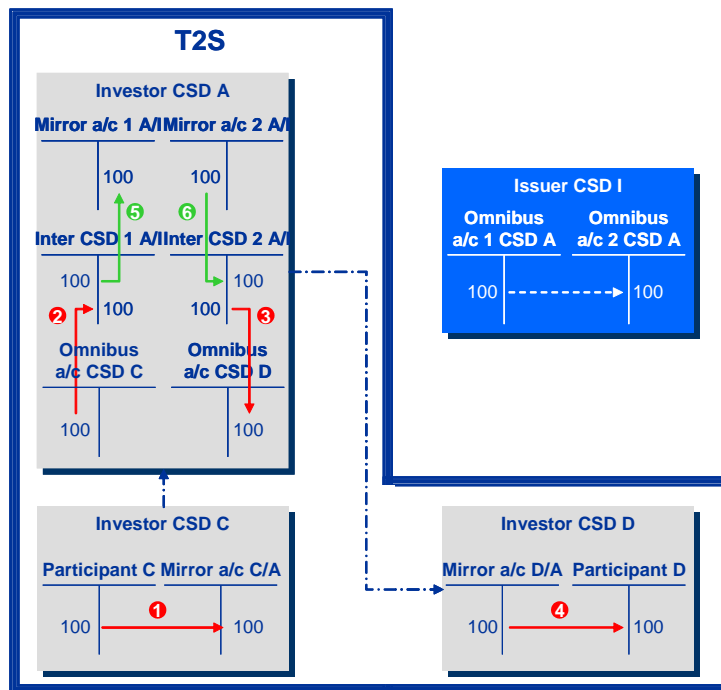 T2S
Investor CSD A
Mirror a/c 1 A/I Mirror a/c 2 A/I
100 100
5 6
Inter CSD 1 A/I Inter CSD 2 A/I
100 100
100 100
2 3
Omnibus a/c CSD C
Omnibus a/c CSD D
100 100
Issuer CSD I
Omnibus a/c 1 CSD A
Omnibus a/c 2 CSD A
100 100
Investor CSD C
Participant C Mirror a/c C/A
1
100 100
Investor CSD D
Mirror a/c D/A Participant D
4
100 100